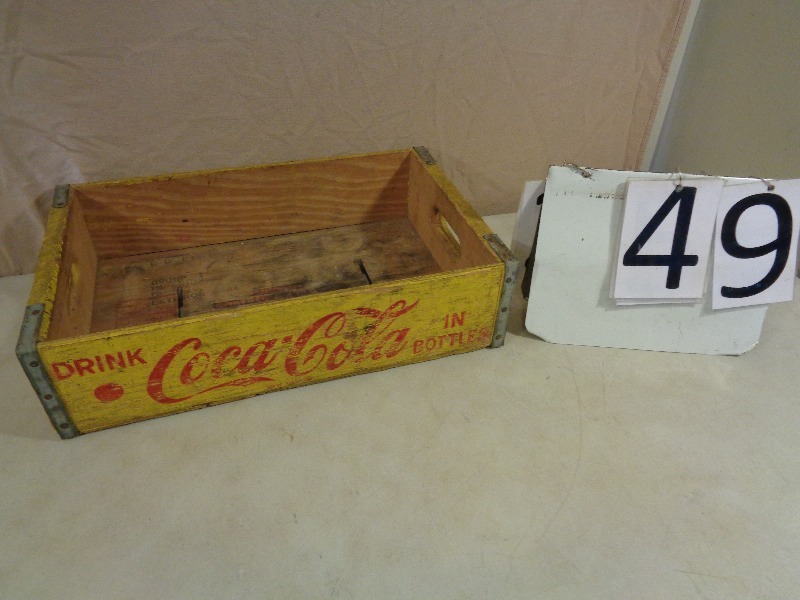 DRINK Coca-Cola IN
BOTTLES
49